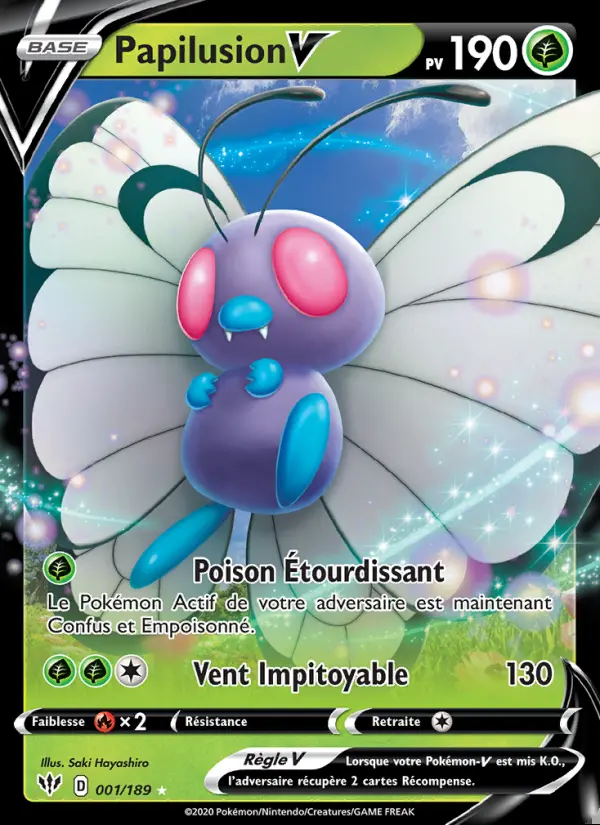 BASE
Papilusion V
PV 190
Poison Étourdissant
Le Pokémon Actif de votre adversaire est maintenant
Confus et Empoisonné.
Vent Impitoyable 130
Faiblesse ×2 Résistance Retraite
Illus. Saki Hayashiro
Règle V Lorsque votre Pokémon-V est mis K.O.,
l'adversaire récupère 2 cartes Récompense.
D 001/189
©2020 Pokémon/Nintendo/Creatures/GAME FREAK